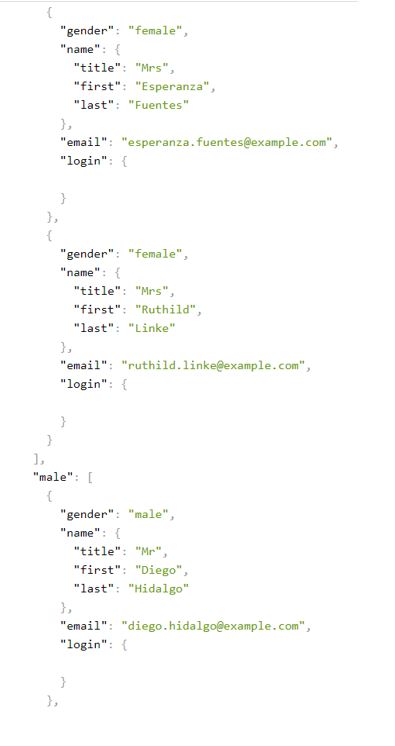 {
"gender": "female",
"name": {
"title": "Mrs",
"first": "Esperanza",
"last": "Fuentes"
},
"email": "esperanza.fuentes@example.com",
"login": {
}
},
{
"gender": "female",
"name": {
"title": "Mrs",
"first": "Ruthild",
"last": "Linke"
},
"email": "ruthild.linke@example.com",
"login": {
}
}
],
"male": [
{
"gender": "male",
"name": {
"title": "Mr",
"first": "Diego",
"last": "Hidalgo"
},
"email": "diego.hidalgo@example.com",
"login": {
}
},